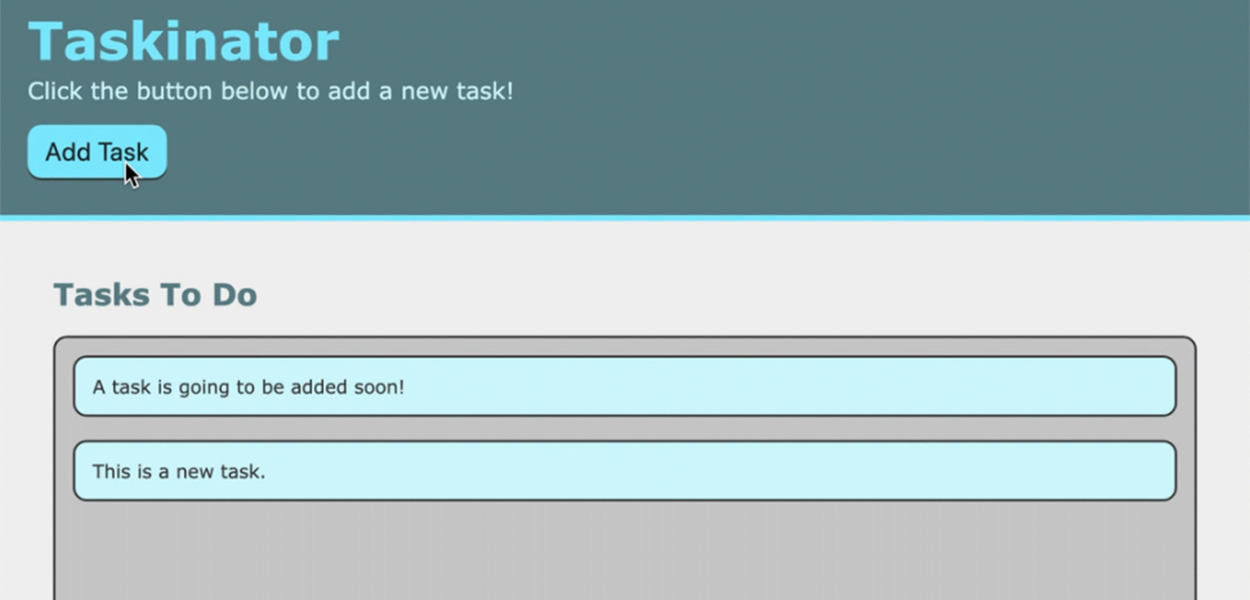 Taskinator
Click the button below to add a new task!
Add Task
Tasks To Do
A task is going to be added soon!
This is a new task.